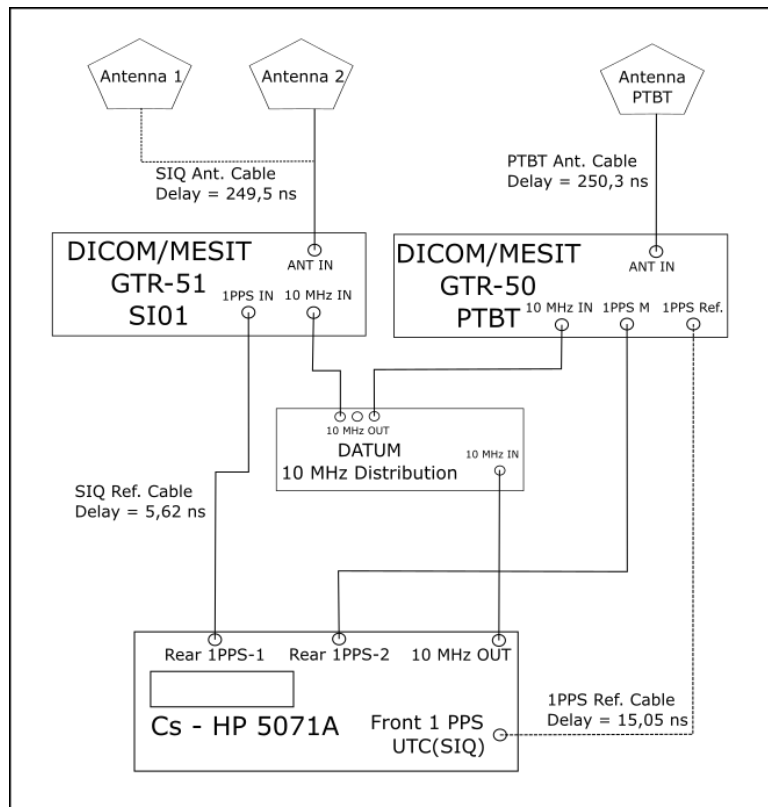 Antenna 1
Antenna 2
Antenna
PTBT
SIQ Ant. Cable
Delay = 249,5 ns
PTBT Ant. Cable
Delay = 250,3 ns
DICOM/MESIT
GTR-51
SI01
ANT IN
1PPS IN
10 MHz IN
DICOM/MESIT
GTR-50
PTBT
ANT IN
10 MHz IN
1PPS M
1PPS Ref.
10 MHz OUT
DATUM
10 MHz Distribution
10 MHz IN
SIQ Ref. Cable
Delay = 5,62 ns
Rear 1PPS-1
Rear 1PPS-2
10 MHz OUT
Cs - HP 5071A
Front 1 PPS
UTC(SIQ)
1PPS Ref. Cable
Delay = 15,05 ns